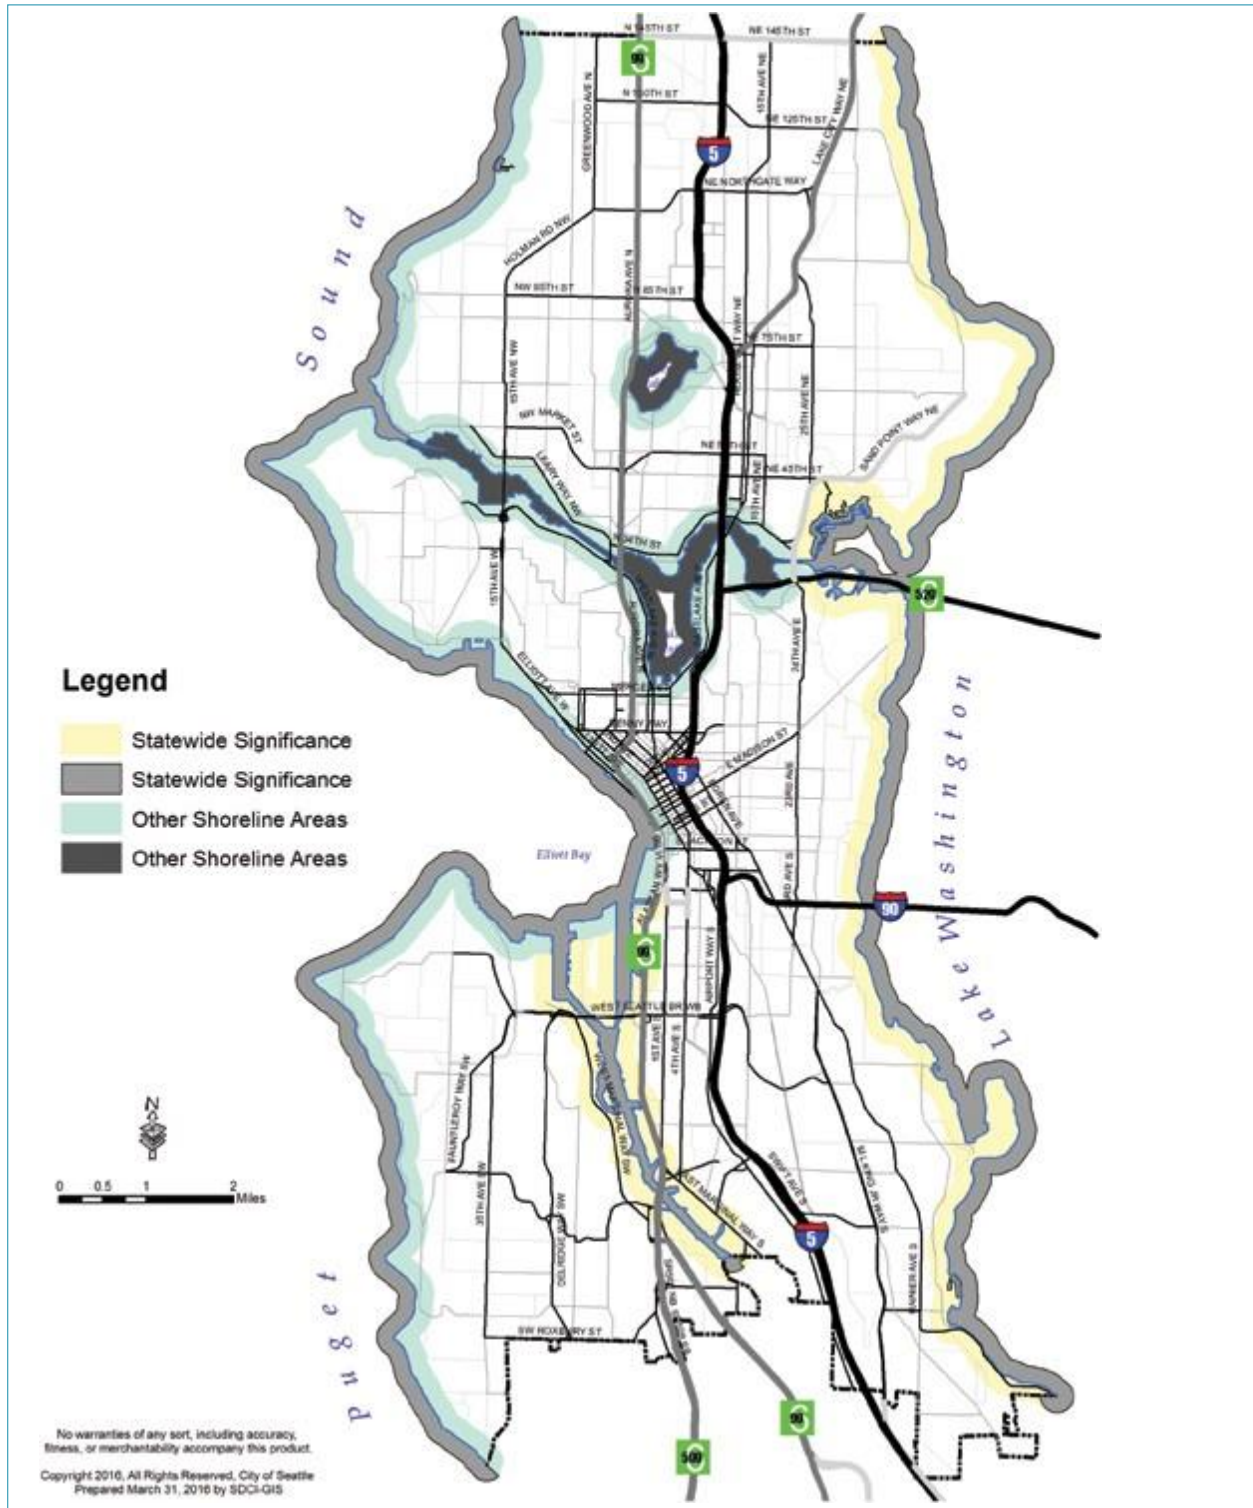 N 145TH ST
NE 145TH ST
99
GREENWOOD AVE N
N 130TH ST
15TH AVE NE
NE 125TH ST
LAKE CITY WAY NE
5
NE NORTHGATE WAY
HOLMAN RD NW
AURORA AVE N
NW 85TH ST
N 85TH ST
NE 75TH ST
15TH AVE NW
25TH AVE NE
NW MARKET ST
SAND POINT WAY NE
LEARY WAY NW
NE 45TH ST
15TH AVE NE
N 34TH ST
15TH AVE W
24TH AVE E
ELLIOTT AVE W
DENNY WAY
E MADISON ST
5
23RD AVE
Sound
Lake Washington
Legend
Statewide Significance
Statewide Significance
Other Shoreline Areas
Other Shoreline Areas
Elliott Bay
90
99
AIRPORT WAY S
WEST SEATTLE BR WB
1ST AVE S
4TH AVE S
FAUNTLEROY WAY SW
35TH AVE SW
DELRIDGE WAY SW
SWIFT AVE S
M L KING JR WAY S
RAINIER AVE S
5
SW ROXBURY ST
N
0 0.5 1 2
Miles
Puget
99
509
No warranties of any sort, including accuracy,
fitness, or merchantability accompany this product.
Copyright 2016, All Rights Reserved, City of Seattle
Prepared March 31, 2016 by SDCI-GIS